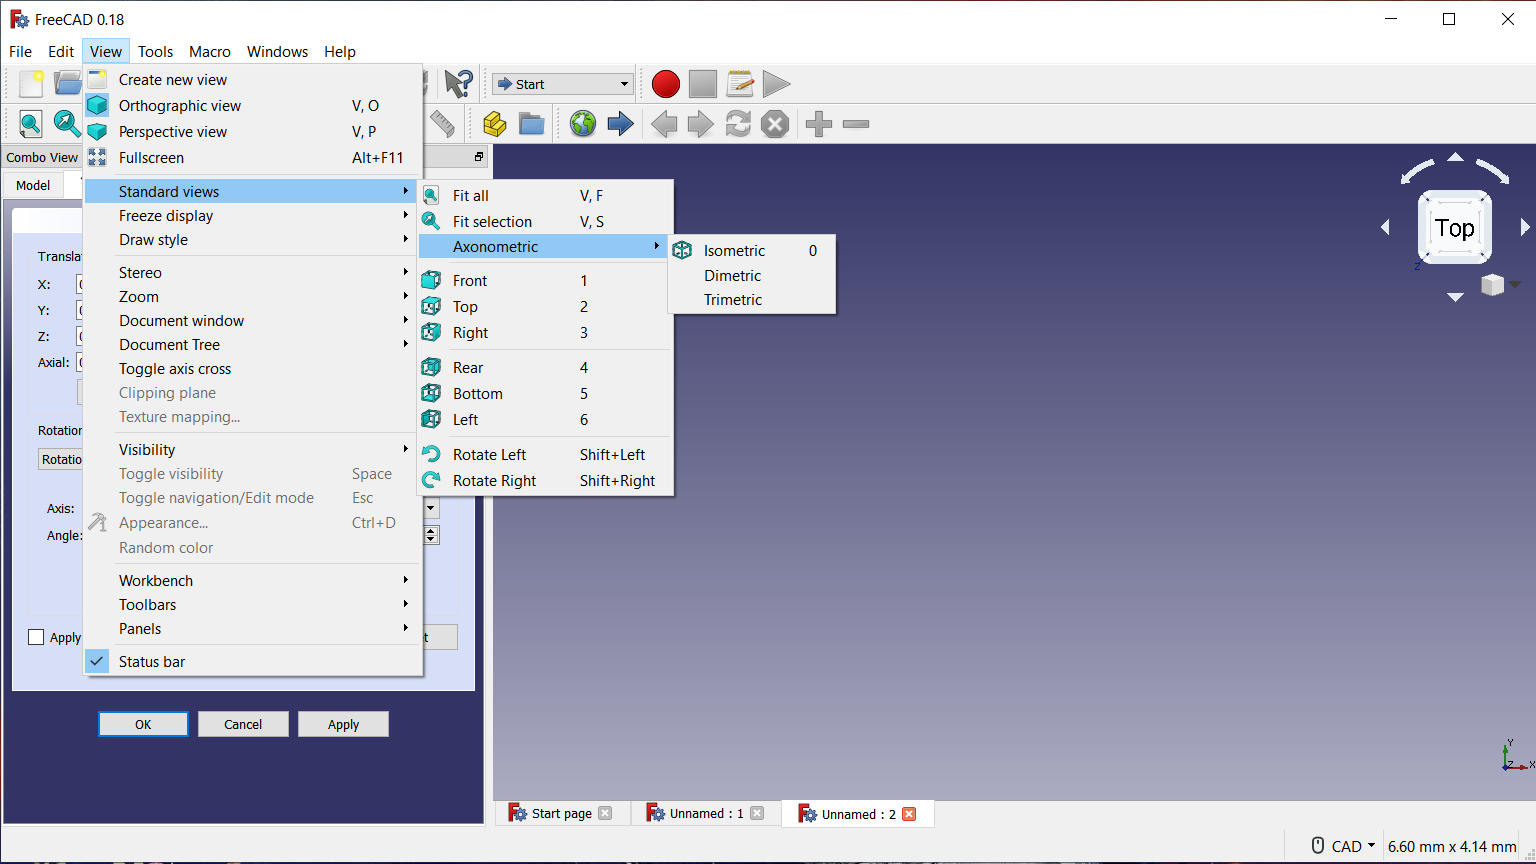 FreeCAD 0.18
File Edit View Tools Macro Windows Help
Create new view
Orthographic view V, O
Perspective view V, P
Fullscreen Alt+F11
Standard views
Freeze display
Draw style
Stereo
Zoom
Document window
Document Tree
Toggle axis cross
Clipping plane
Texture mapping...
Visibility
Toggle visibility Space
Toggle navigation/Edit mode Esc
Appearance... Ctrl+D
Random color
Workbench
Toolbars
Panels
Status bar
Fit all V, F
Fit selection V, S
Axonometric
Front 1
Top 2
Right 3
Rear 4
Bottom 5
Left 6
Rotate Left Shift+Left
Rotate Right Shift+Right
Isometric 0
Dimetric
Trimetric
Start
Combo View
Model
X:
Y:
Z:
Axial:
Axis:
Angle:
Apply
OK Cancel Apply
Top
Z
Y
Z X
Start page Unnamed : 1 Unnamed : 2
CAD 6.60 mm x 4.14 mm